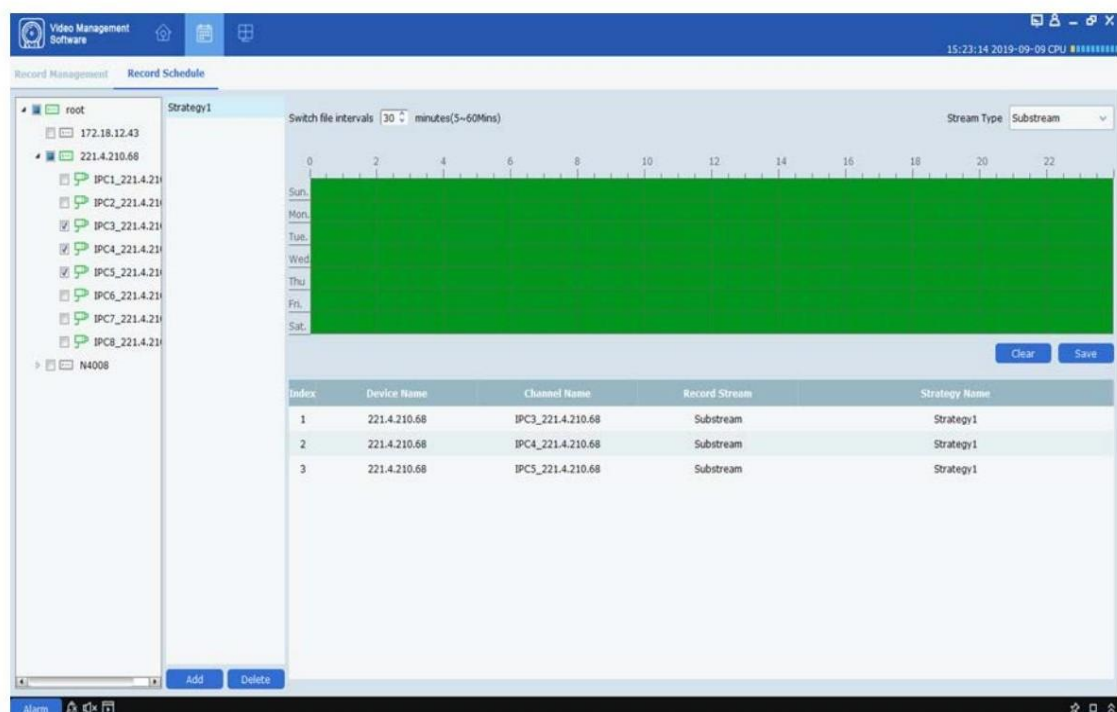 Video Management
Software
15:23:14 2019-09-09 CPU
Record Management Record Schedule
root
172.18.12.43
221.4.210.68
IPC1_221.4.21
IPC2_221.4.21
IPC3_221.4.21
IPC4_221.4.21
IPC5_221.4.21
IPC6_221.4.21
IPC7_221.4.21
IPC8_221.4.21
N4008
Strategy1
Add Delete
Switch file intervals 30 minutes(5~60Mins) Stream Type Substream
0 2 4 6 8 10 12 14 16 18 20 22
Sun.
Mon.
Tue.
Wed
Thu
Fri.
Sat.
Clear Save
Index Device Name Channel Name Record Stream Strategy Name
1 221.4.210.68 IPC3_221.4.210.68 Substream Strategy1
2 221.4.210.68 IPC4_221.4.210.68 Substream Strategy1
3 221.4.210.68 IPC5_221.4.210.68 Substream Strategy1
Alarm